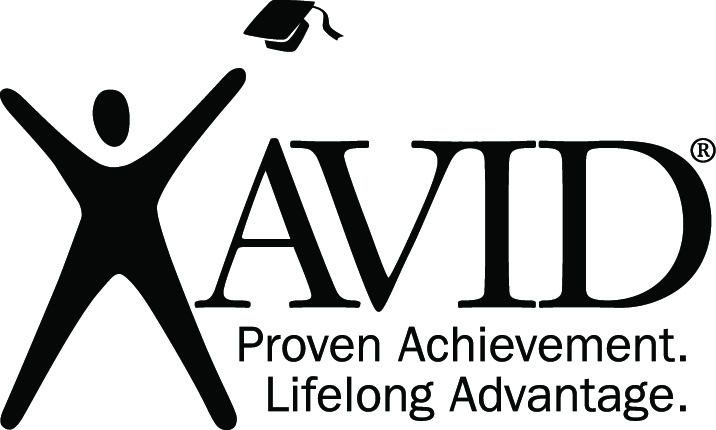 AVID®
Proven Achievement.
Lifelong Advantage.